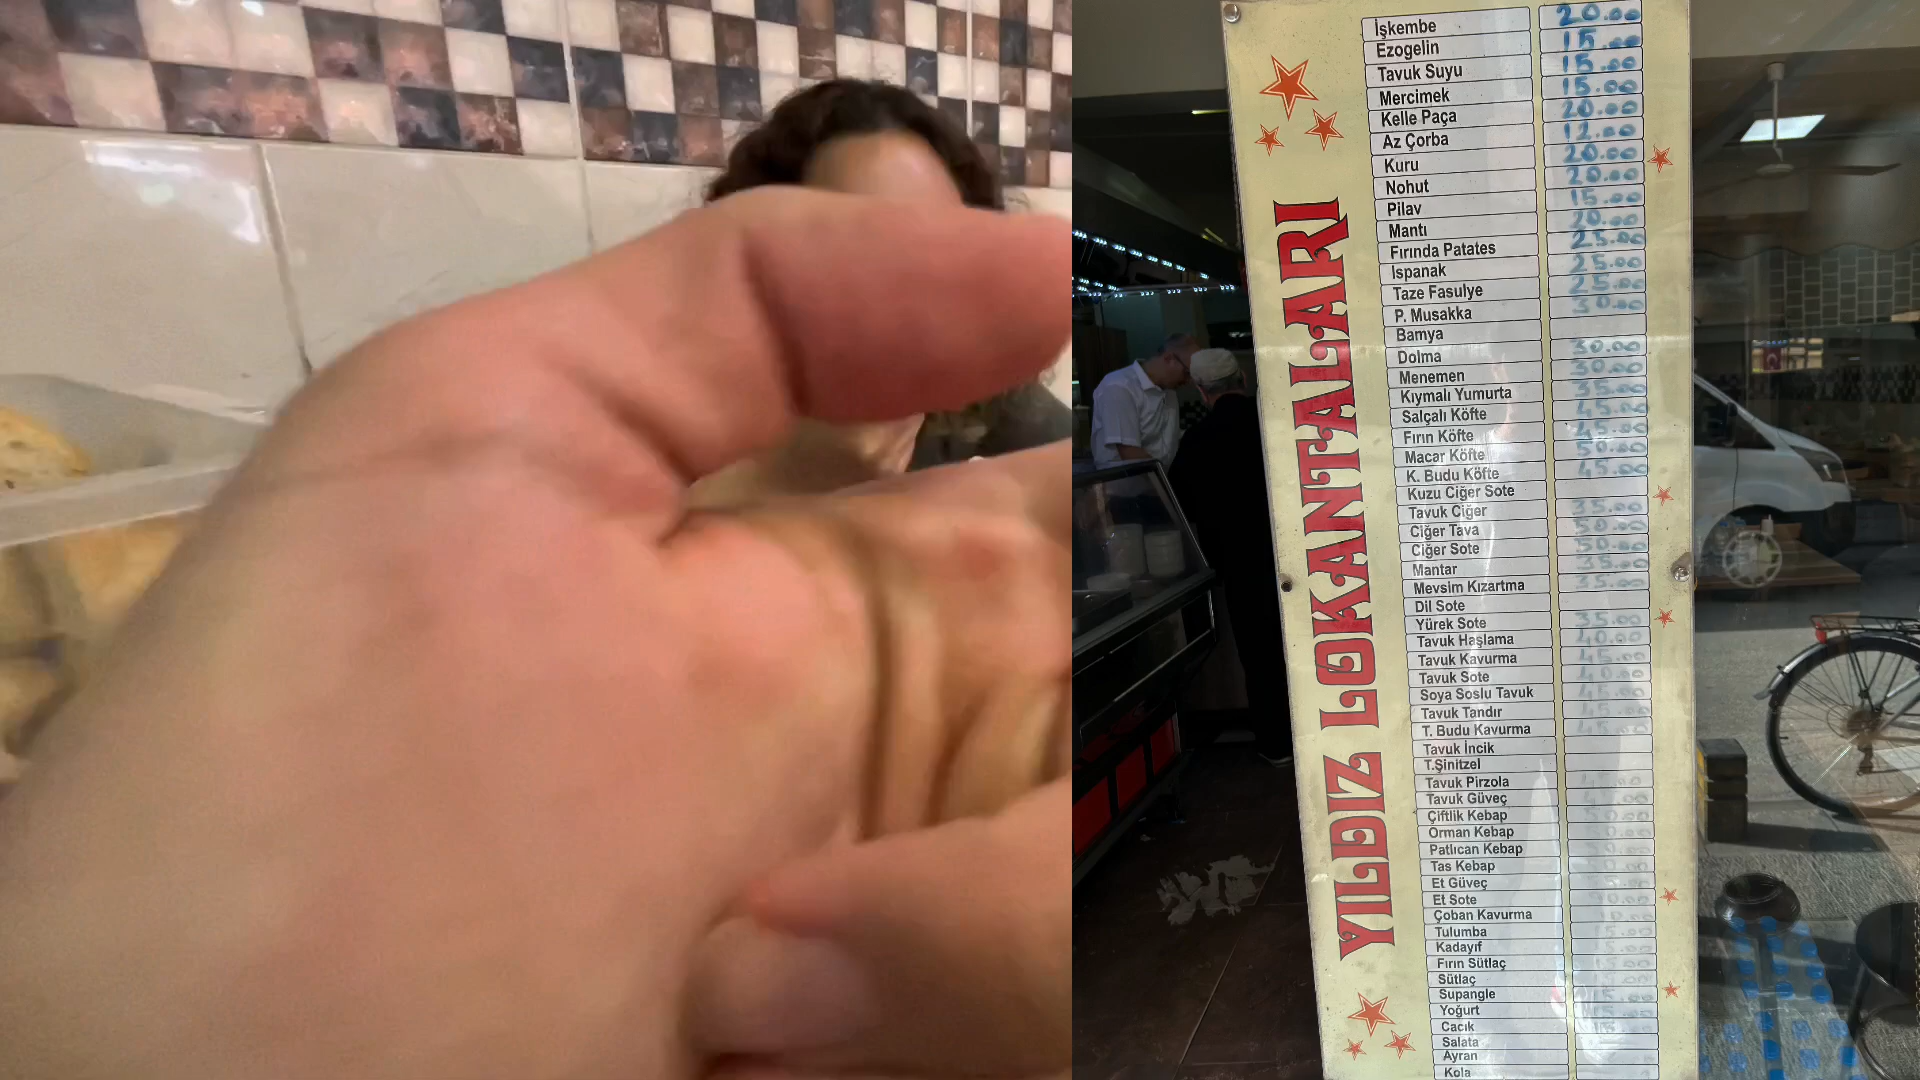 YILDIZ LOKANTALARI
İşkembe 20.00
Ezogelin 15.00
Tavuk Suyu 15.00
Mercimek 15.00
Kelle Paça 20.00
Az Çorba 12.00
Kuru 20.00
Nohut 20.00
Pilav 15.00
Mantı 20.00
Fırında Patates 25.00
Ispanak 25.00
Taze Fasulye 25.00
P. Musakka 30.00
Bamya
Dolma 30.00
Menemen 30.00
Kıymalı Yumurta 35.00
Salçalı Köfte 45.00
Fırın Köfte 45.00
Macar Köfte 50.00
K. Budu Köfte 45.00
Kuzu Ciğer Sote
Tavuk Ciğer 35.00
Ciğer Tava 50.00
Ciğer Sote 50.00
Mantar 35.00
Mevsim Kızartma 35.00
Dil Sote
Yürek Sote 35.00
Tavuk Haşlama 40.00
Tavuk Kavurma 45.00
Tavuk Sote 40.00
Soya Soslu Tavuk 45.00
Tavuk Tandır 45.00
T. Budu Kavurma 45.00
Tavuk İncik
T.Şinitzel
Tavuk Pirzola
Tavuk Güveç
Çiftlik Kebap
Orman Kebap
Patlıcan Kebap
Tas Kebap
Et Güveç
Et Sote
Çoban Kavurma
Tulumba
Kadayıf
Fırın Sütlaç
Sütlaç
Supangle
Yoğurt
Cacık
Salata
Ayran
Kola